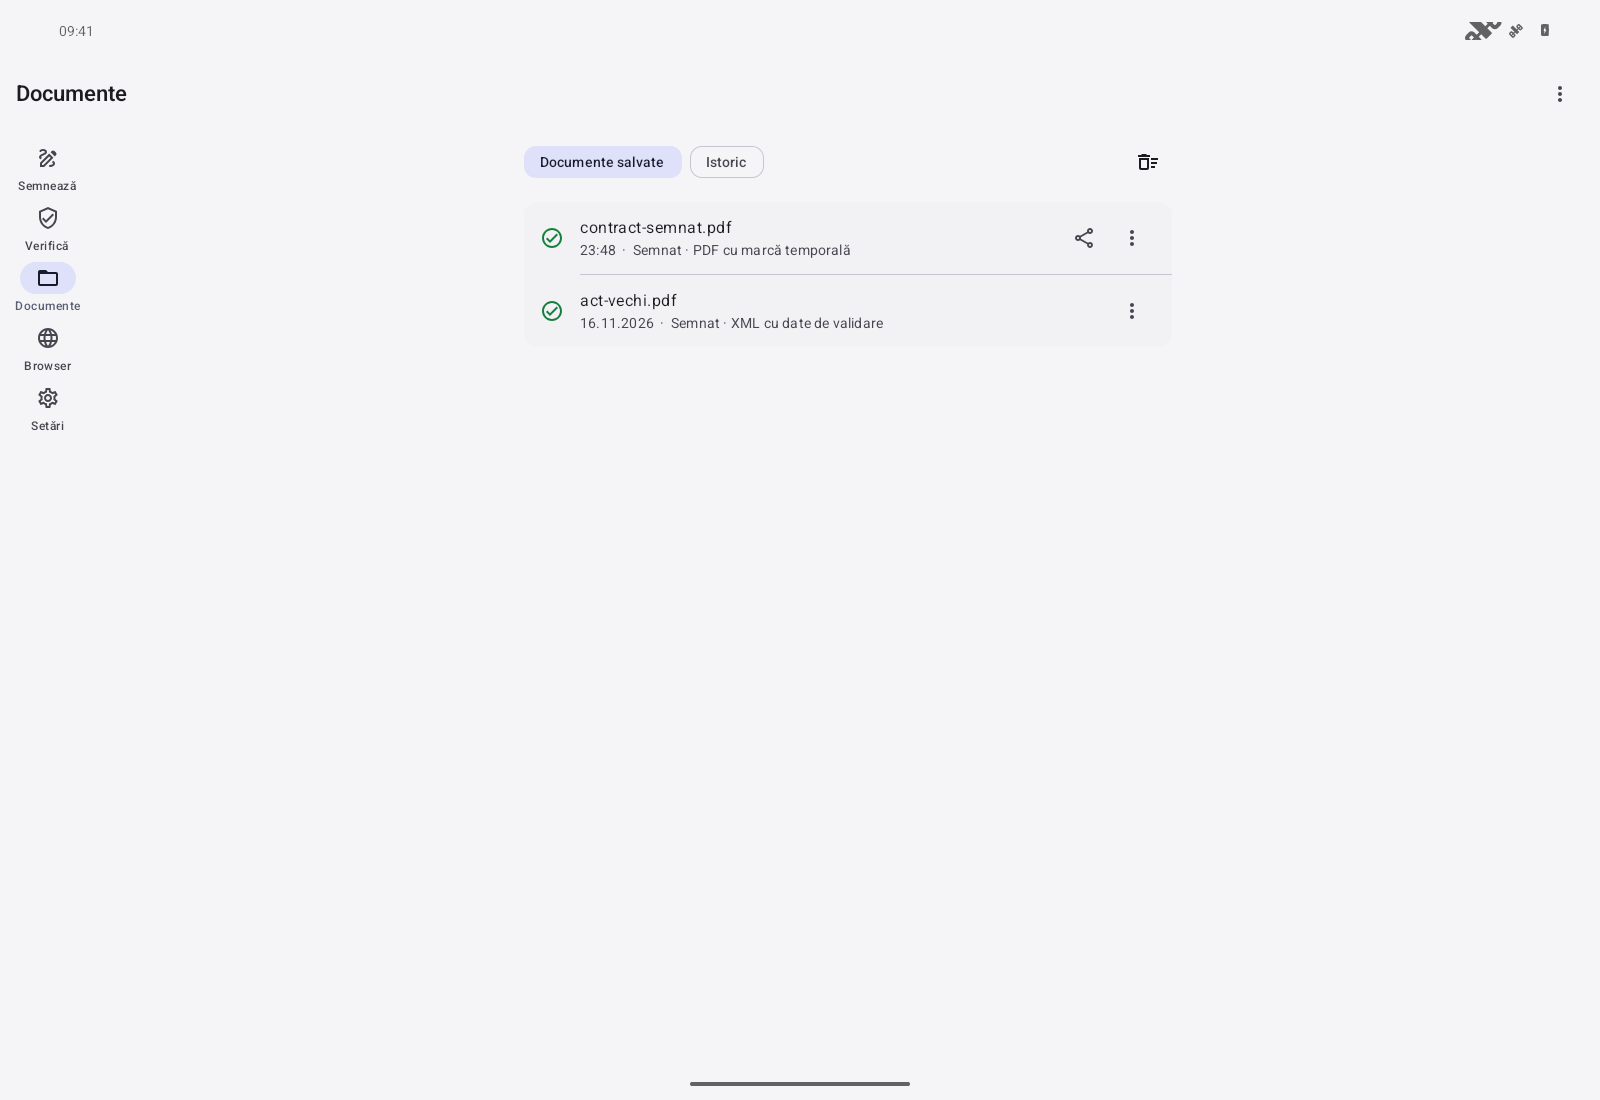 09:41
Documente
Semnează
Verifică
Documente
Browser
Setări
Documente salvate
Istoric
contract-semnat.pdf
23:48 · Semnat · PDF cu marcă temporală
act-vechi.pdf
16.11.2026 · Semnat · XML cu date de validare